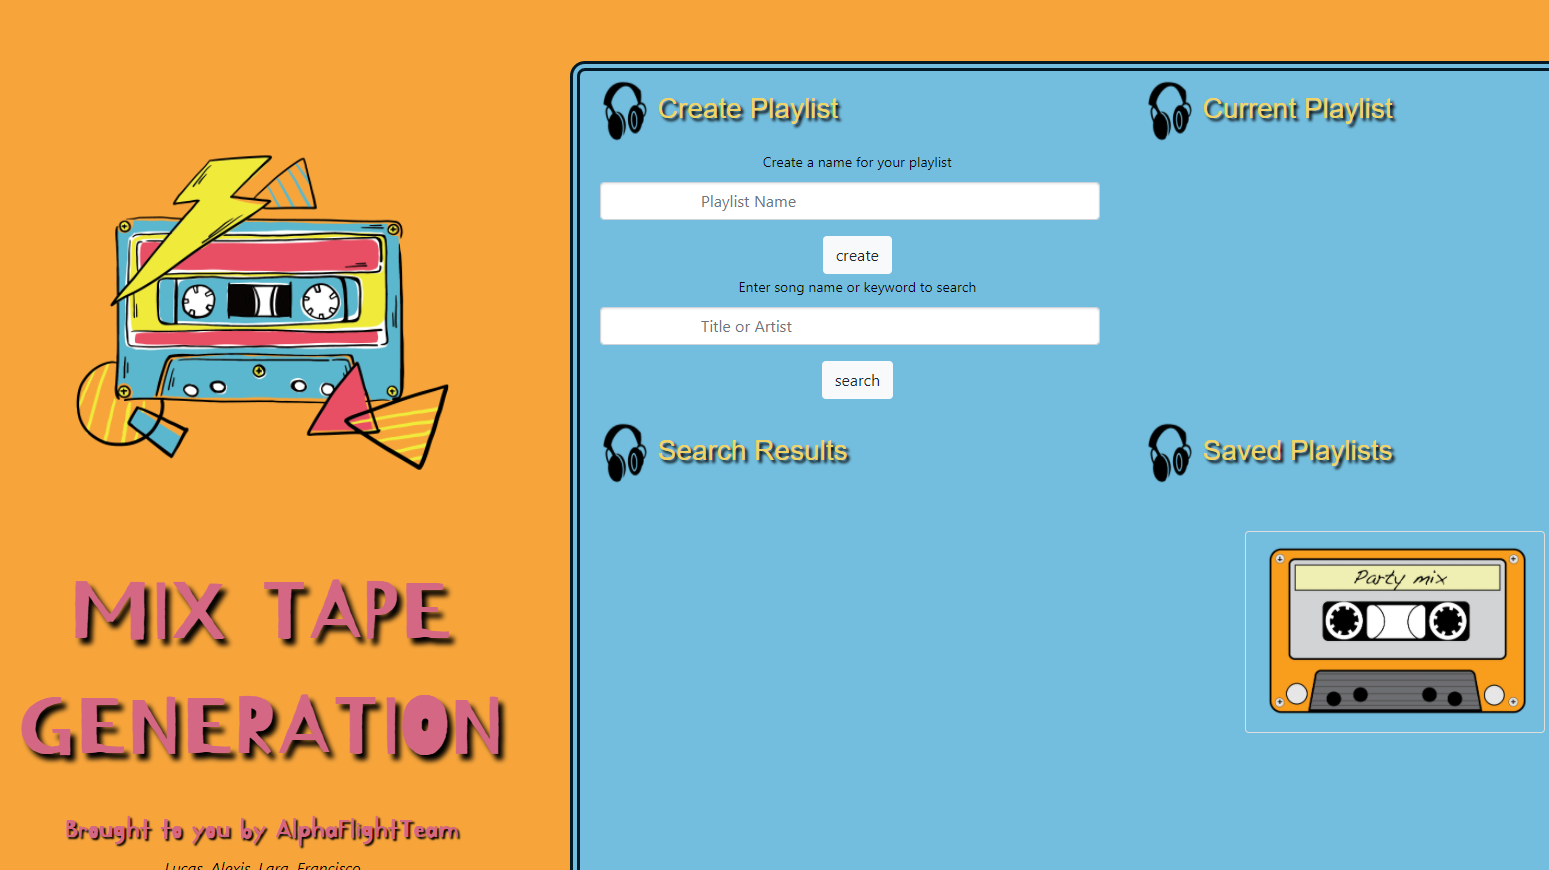 MIX TAPE
GENERATION
Brought to you by AlphaFlightTeam
Lucas, Alexis, Lara, Francisco
Create Playlist
Create a name for your playlist
Playlist Name
create
Enter song name or keyword to search
Title or Artist
search
Search Results
Current Playlist
Saved Playlists
Party mix